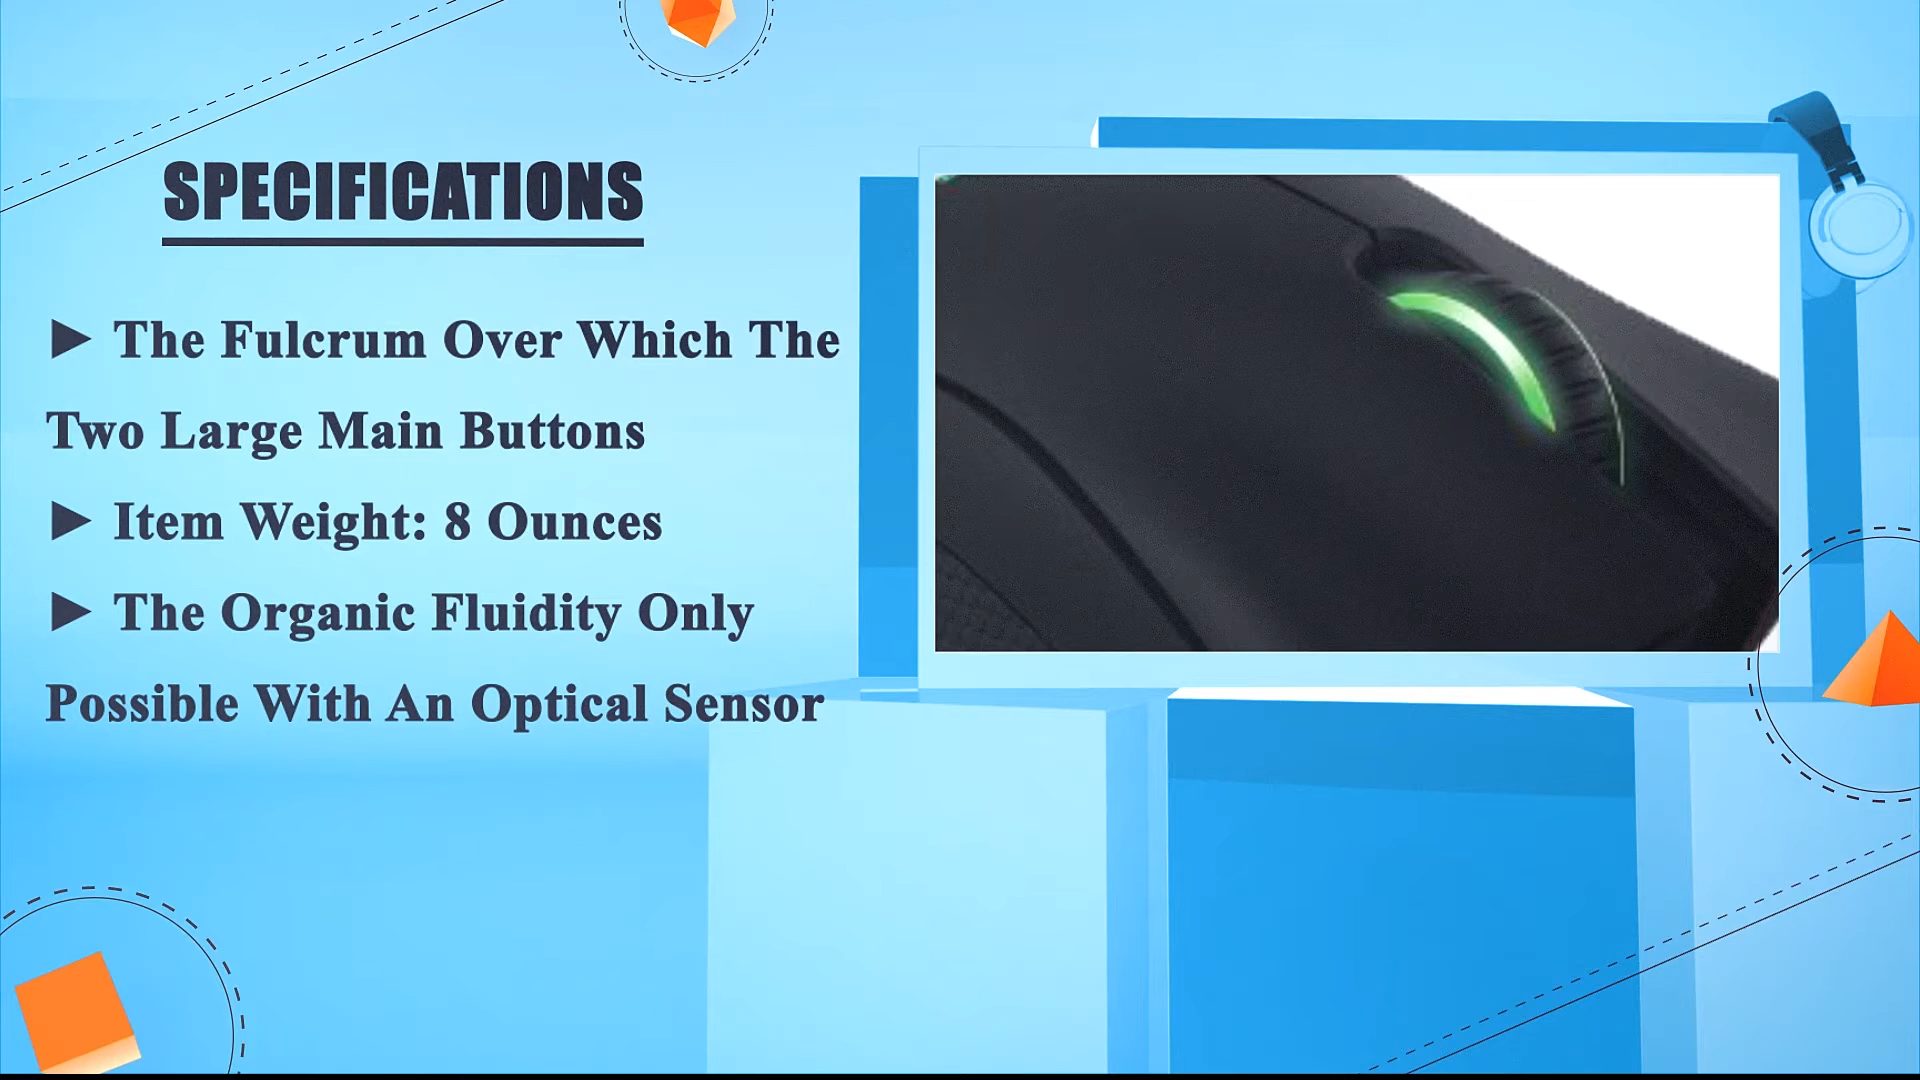 SPECIFICATIONS
► The Fulcrum Over Which The
Two Large Main Buttons
► Item Weight: 8 Ounces
► The Organic Fluidity Only
Possible With An Optical Sensor